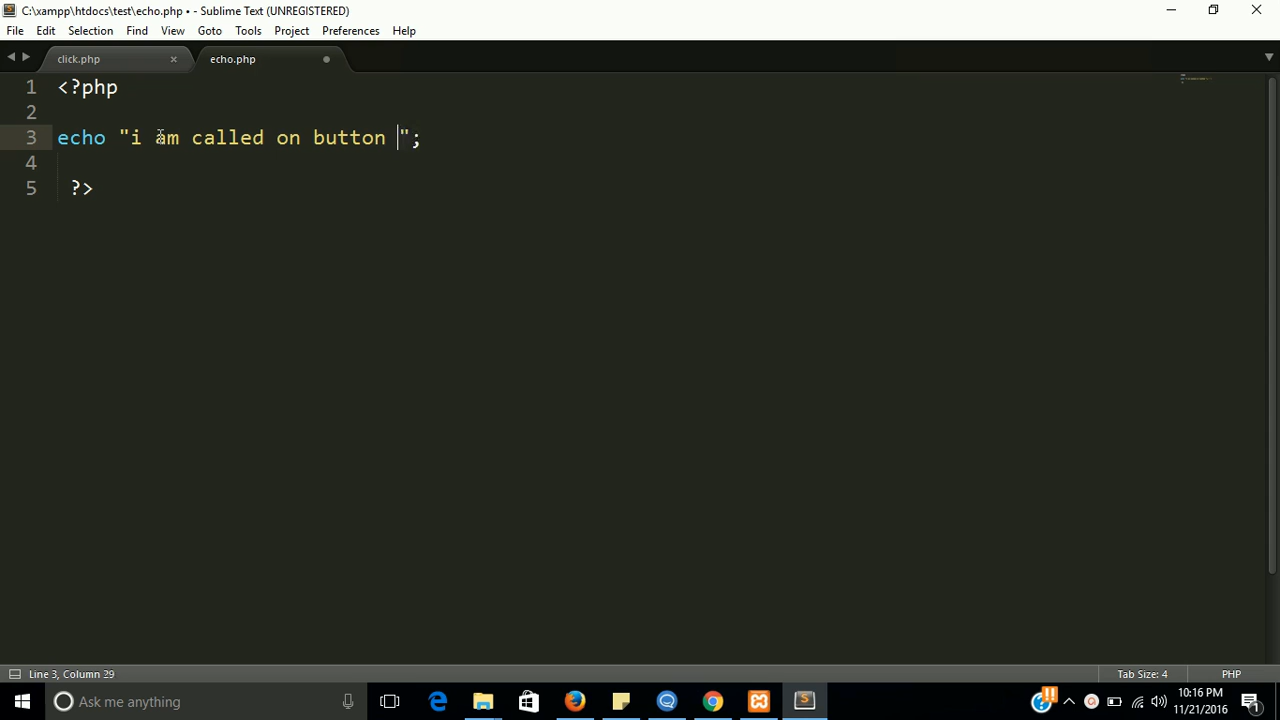 C:\xampp\htdocs\test\echo.php • - Sublime Text (UNREGISTERED)
File Edit Selection Find View Goto Tools Project Preferences Help
click.php × echo.php
1 <?php
2
3 echo "i am called on button ";
4
5 ?>
Line 3, Column 29 Tab Size: 4 PHP
Ask me anything
10:16 PM
11/21/2016
1